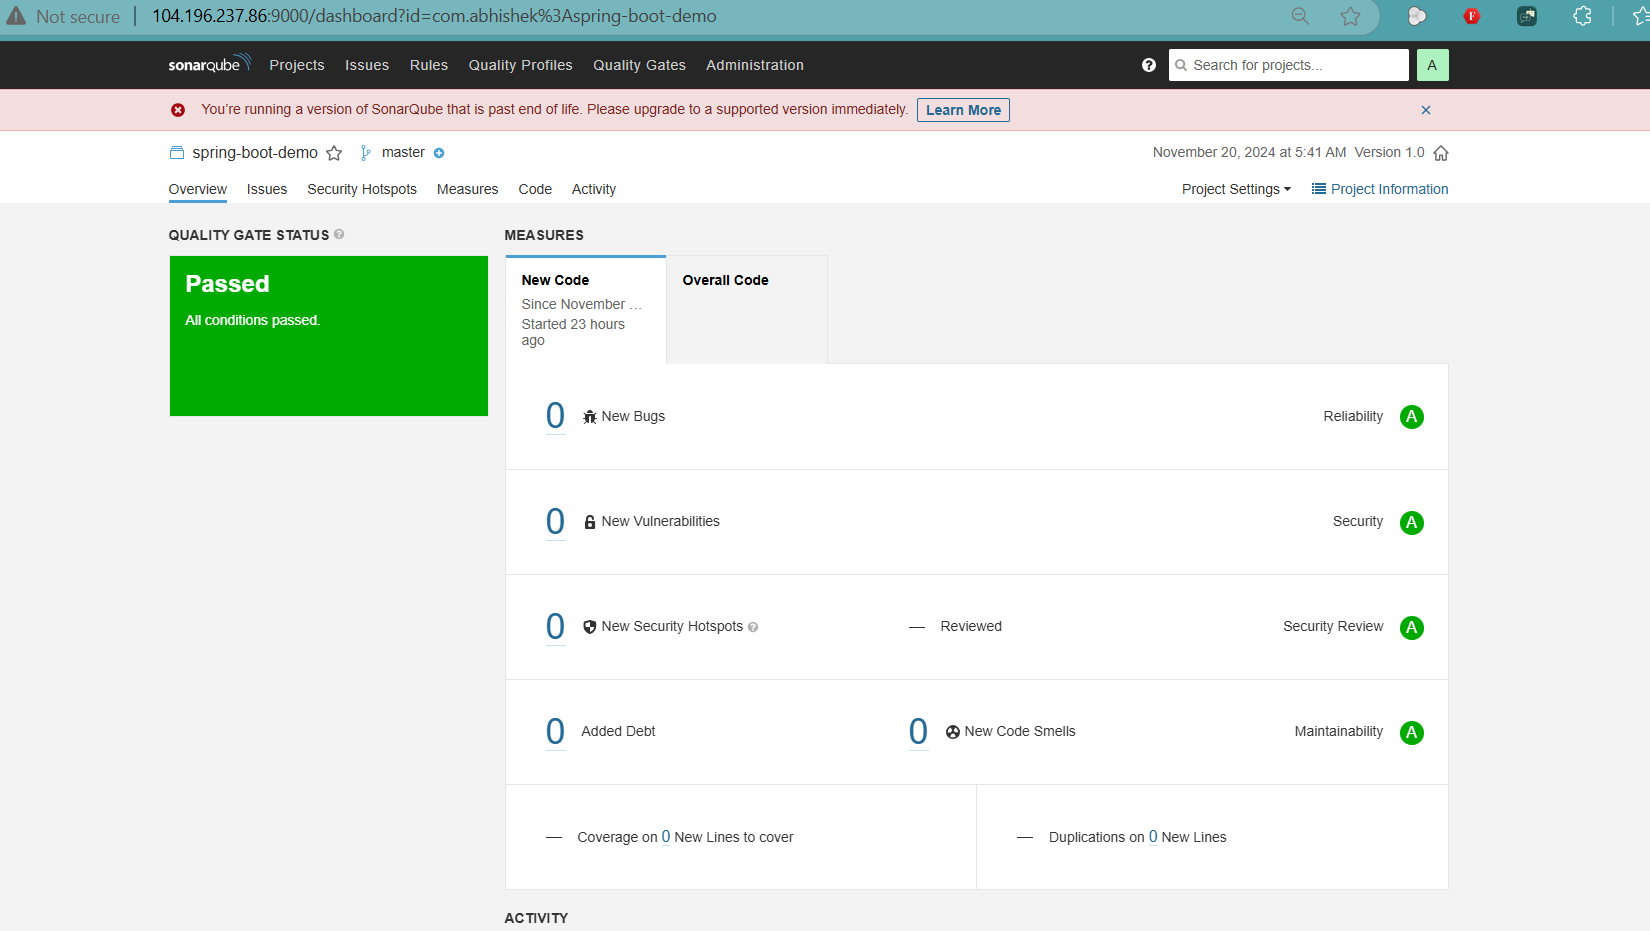 Not secure 104.196.237.86:9000/dashboard?id=com.abhishek%3Aspring-boot-demo
F
sonarqube Projects Issues Rules Quality Profiles Quality Gates Administration Search for projects... A
You're running a version of SonarQube that is past end of life. Please upgrade to a supported version immediately. Learn More
spring-boot-demo master November 20, 2024 at 5:41 AM Version 1.0
Overview Issues Security Hotspots Measures Code Activity Project Settings Project Information
QUALITY GATE STATUS
Passed
All conditions passed.
MEASURES
New Code
Since November ...
Started 23 hours
ago
Overall Code
0 New Bugs Reliability A
0 New Vulnerabilities Security A
0 New Security Hotspots — Reviewed Security Review A
0 Added Debt 0 New Code Smells Maintainability A
— Coverage on 0 New Lines to cover — Duplications on 0 New Lines
ACTIVITY